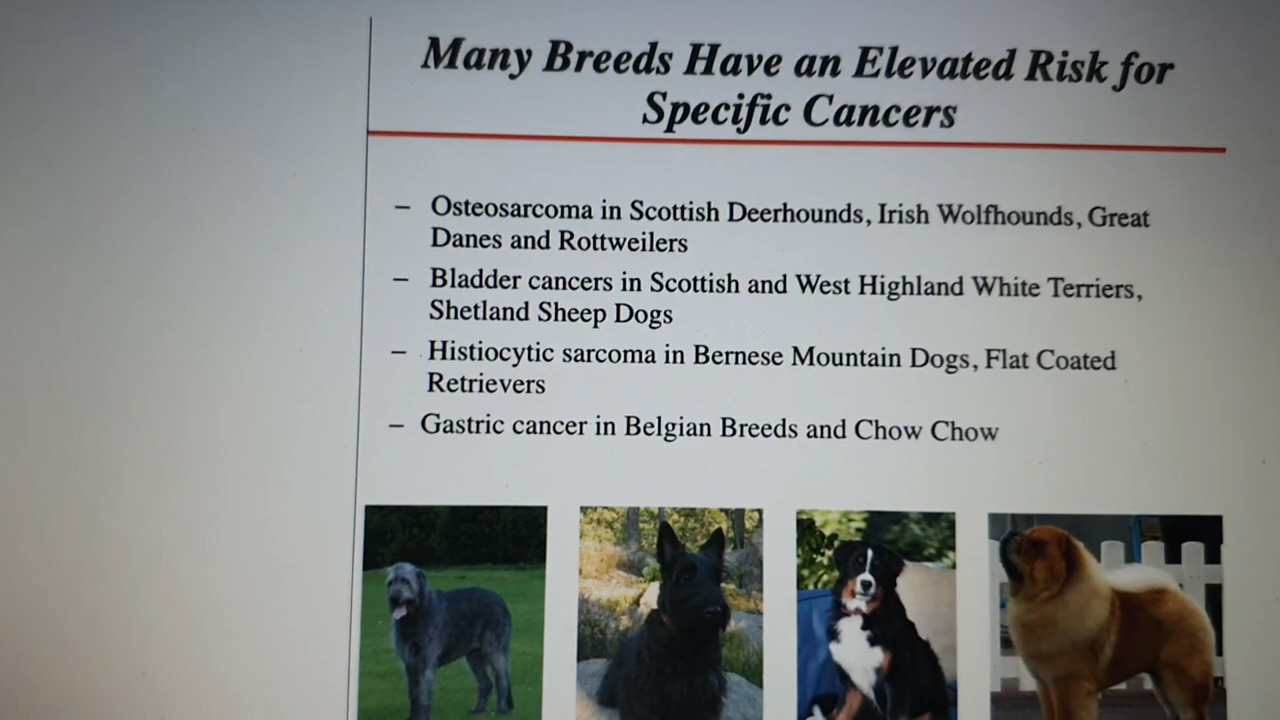 Many Breeds Have an Elevated Risk for
Specific Cancers
– Osteosarcoma in Scottish Deerhounds, Irish Wolfhounds, Great
Danes and Rottweilers
– Bladder cancers in Scottish and West Highland White Terriers,
Shetland Sheep Dogs
– Histiocytic sarcoma in Bernese Mountain Dogs, Flat Coated
Retrievers
– Gastric cancer in Belgian Breeds and Chow Chow